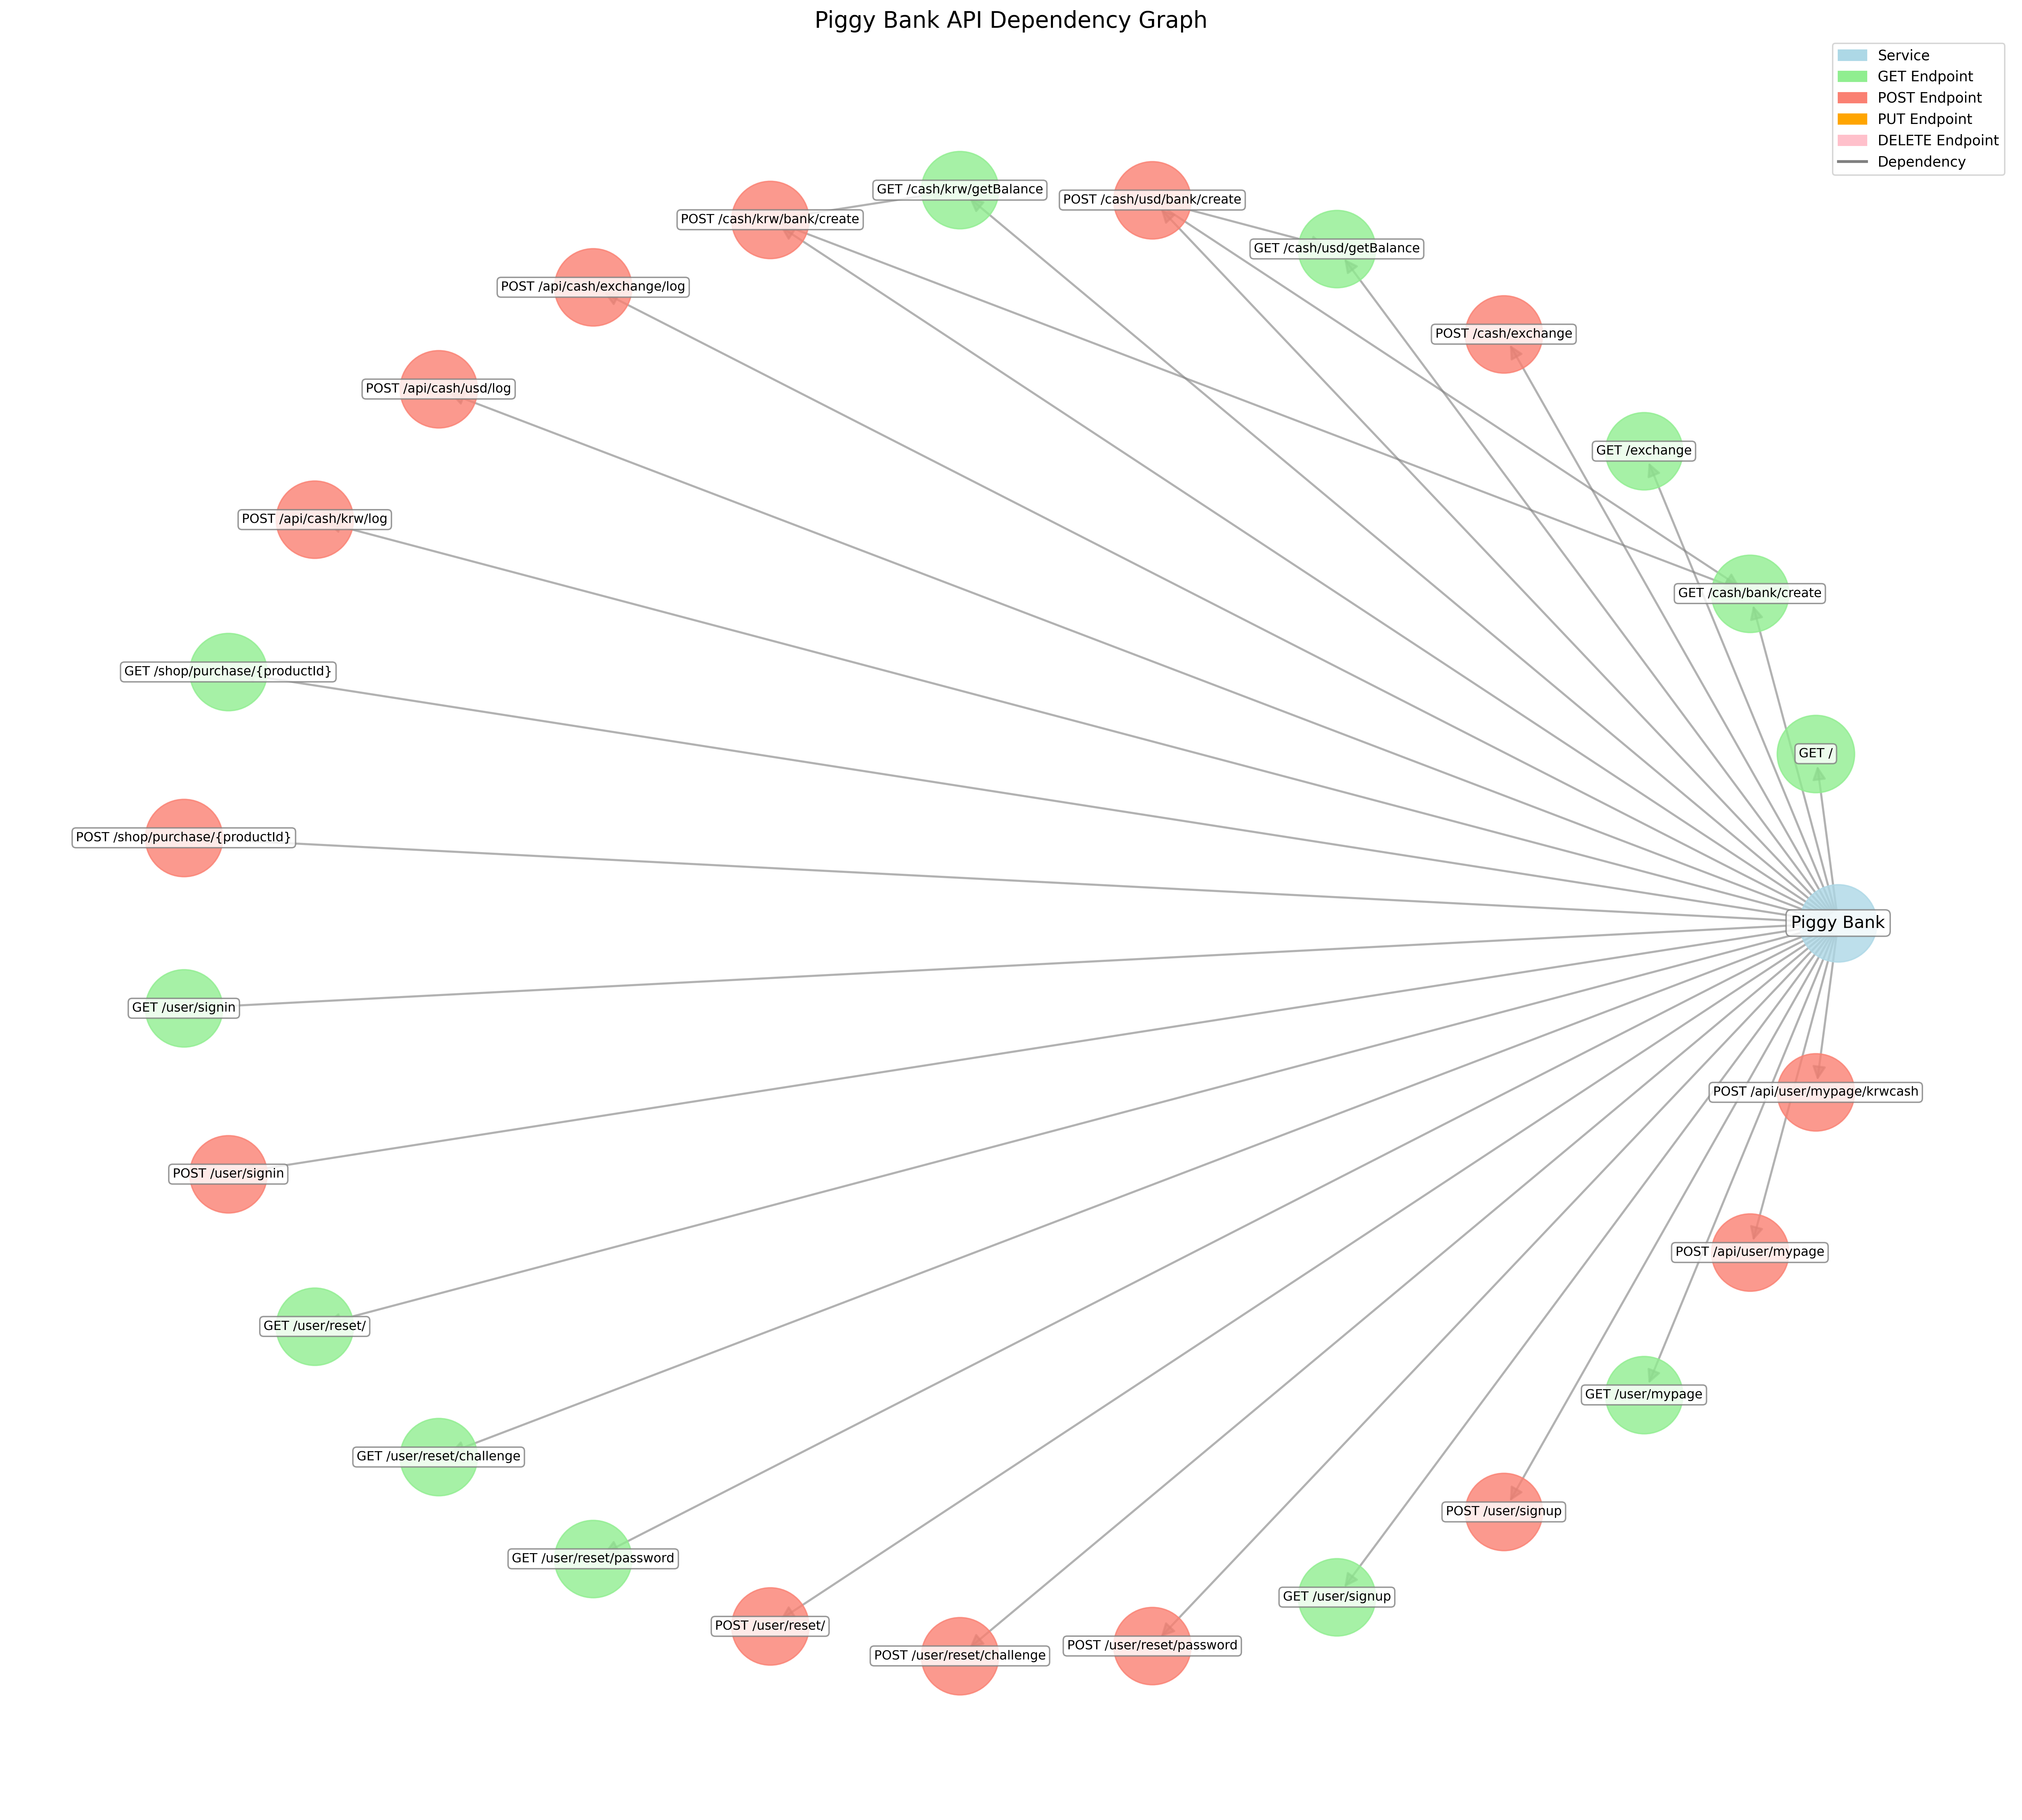 Piggy Bank API Dependency Graph
Service
GET Endpoint
POST Endpoint
PUT Endpoint
DELETE Endpoint
Dependency
GET /cash/krw/getBalance
POST /cash/usd/bank/create
POST /cash/krw/bank/create
GET /cash/usd/getBalance
POST /api/cash/exchange/log
POST /cash/exchange
POST /api/cash/usd/log
GET /exchange
POST /api/cash/krw/log
GET /cash/bank/create
GET /shop/purchase/{productId}
GET /
POST /shop/purchase/{productId}
Piggy Bank
GET /user/signin
POST /api/user/mypage/krwcash
POST /user/signin
POST /api/user/mypage
GET /user/reset/
GET /user/mypage
GET /user/reset/challenge
POST /user/signup
GET /user/reset/password
GET /user/signup
POST /user/reset/
POST /user/reset/password
POST /user/reset/challenge